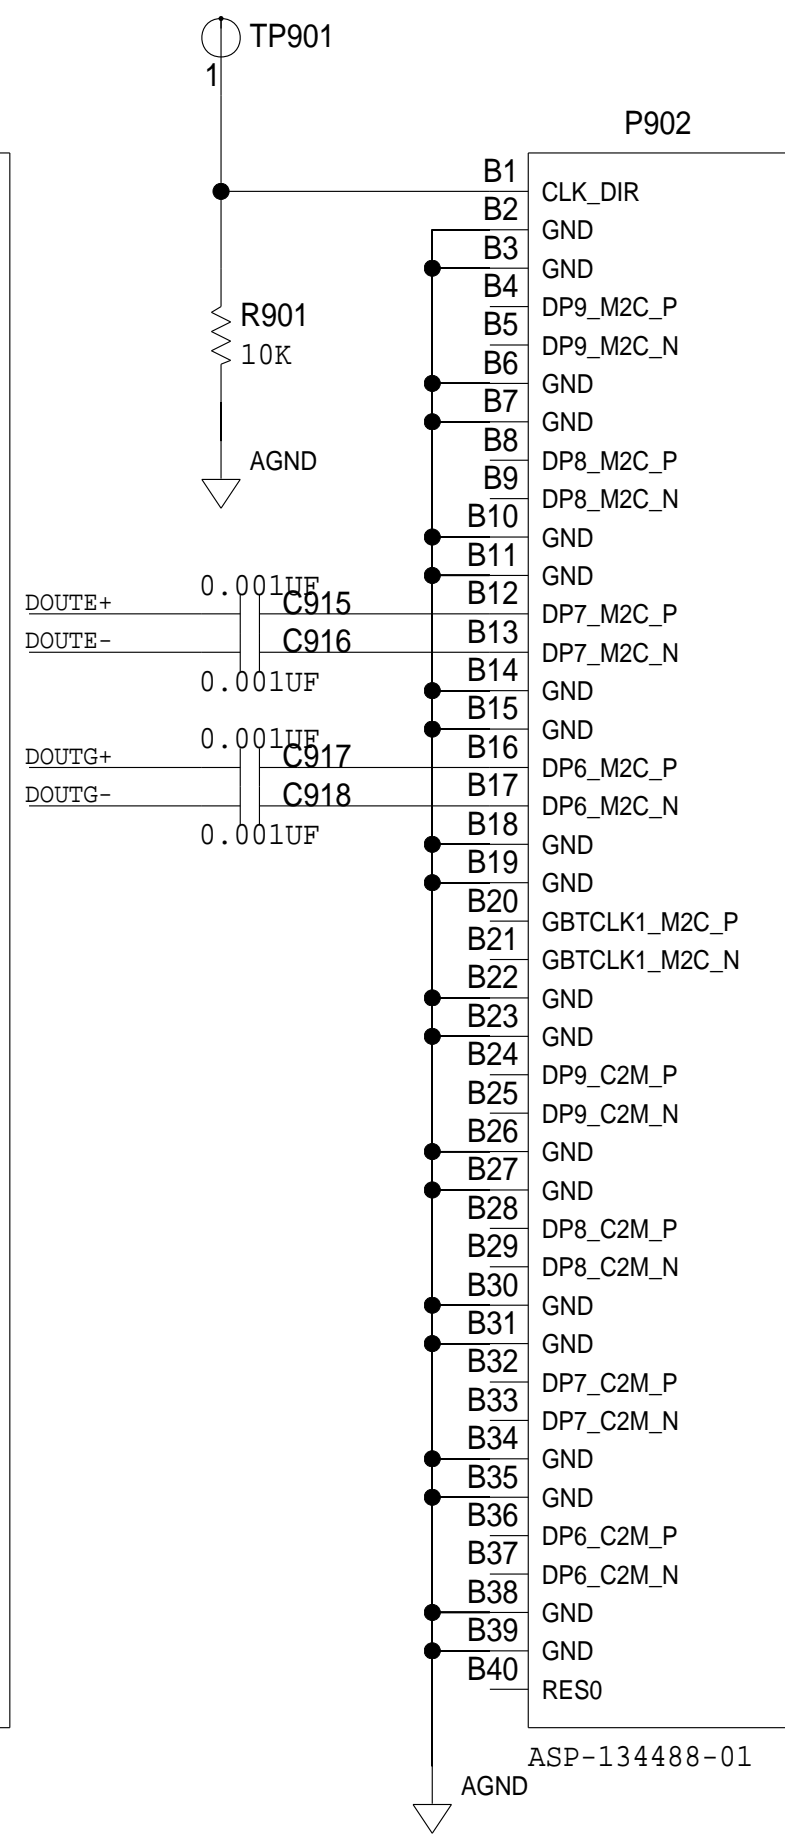 TP901
1
P902
B1 CLK_DIR
B2 GND
B3 GND
B4 DP9_M2C_P
B5 DP9_M2C_N
B6 GND
B7 GND
B8 DP8_M2C_P
B9 DP8_M2C_N
B10 GND
B11 GND
B12 DP7_M2C_P
B13 DP7_M2C_N
B14 GND
B15 GND
B16 DP6_M2C_P
B17 DP6_M2C_N
B18 GND
B19 GND
B20 GBTCLK1_M2C_P
B21 GBTCLK1_M2C_N
B22 GND
B23 GND
B24 DP9_C2M_P
B25 DP9_C2M_N
B26 GND
B27 GND
B28 DP8_C2M_P
B29 DP8_C2M_N
B30 GND
B31 GND
B32 DP7_C2M_P
B33 DP7_C2M_N
B34 GND
B35 GND
B36 DP6_C2M_P
B37 DP6_C2M_N
B38 GND
B39 GND
B40 RES0
R901
10K
AGND
0.001UF
DOUTE+ C915
DOUTE- C916
0.001UF
0.001UF
DOUTG+ C917
DOUTG- C918
0.001UF
ASP-134488-01
AGND